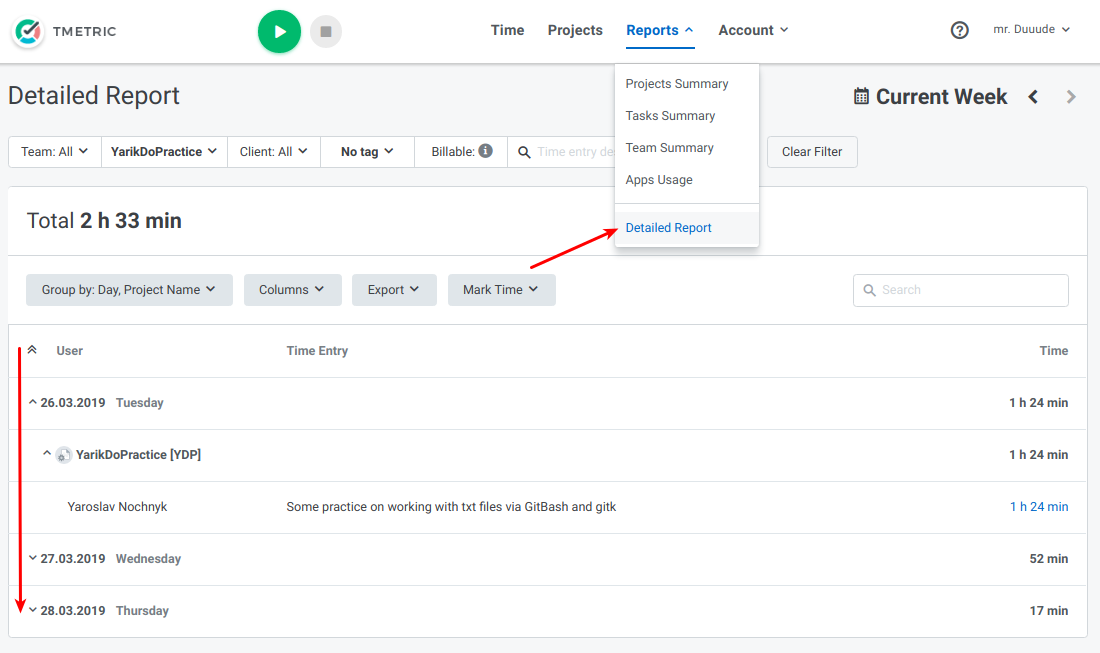 TMETRIC
Time Projects Reports Account
mr. Duuude
Projects Summary
Tasks Summary
Team Summary
Apps Usage
Detailed Report
Detailed Report
Current Week
Team: All YarikDoPractice Client: All No tag Billable: Time entry de Clear Filter
Total 2 h 33 min
Group by: Day, Project Name Columns Export Mark Time Search
User Time Entry Time
26.03.2019 Tuesday 1 h 24 min
YarikDoPractice [YDP] 1 h 24 min
Yaroslav Nochnyk Some practice on working with txt files via GitBash and gitk 1 h 24 min
27.03.2019 Wednesday 52 min
28.03.2019 Thursday 17 min